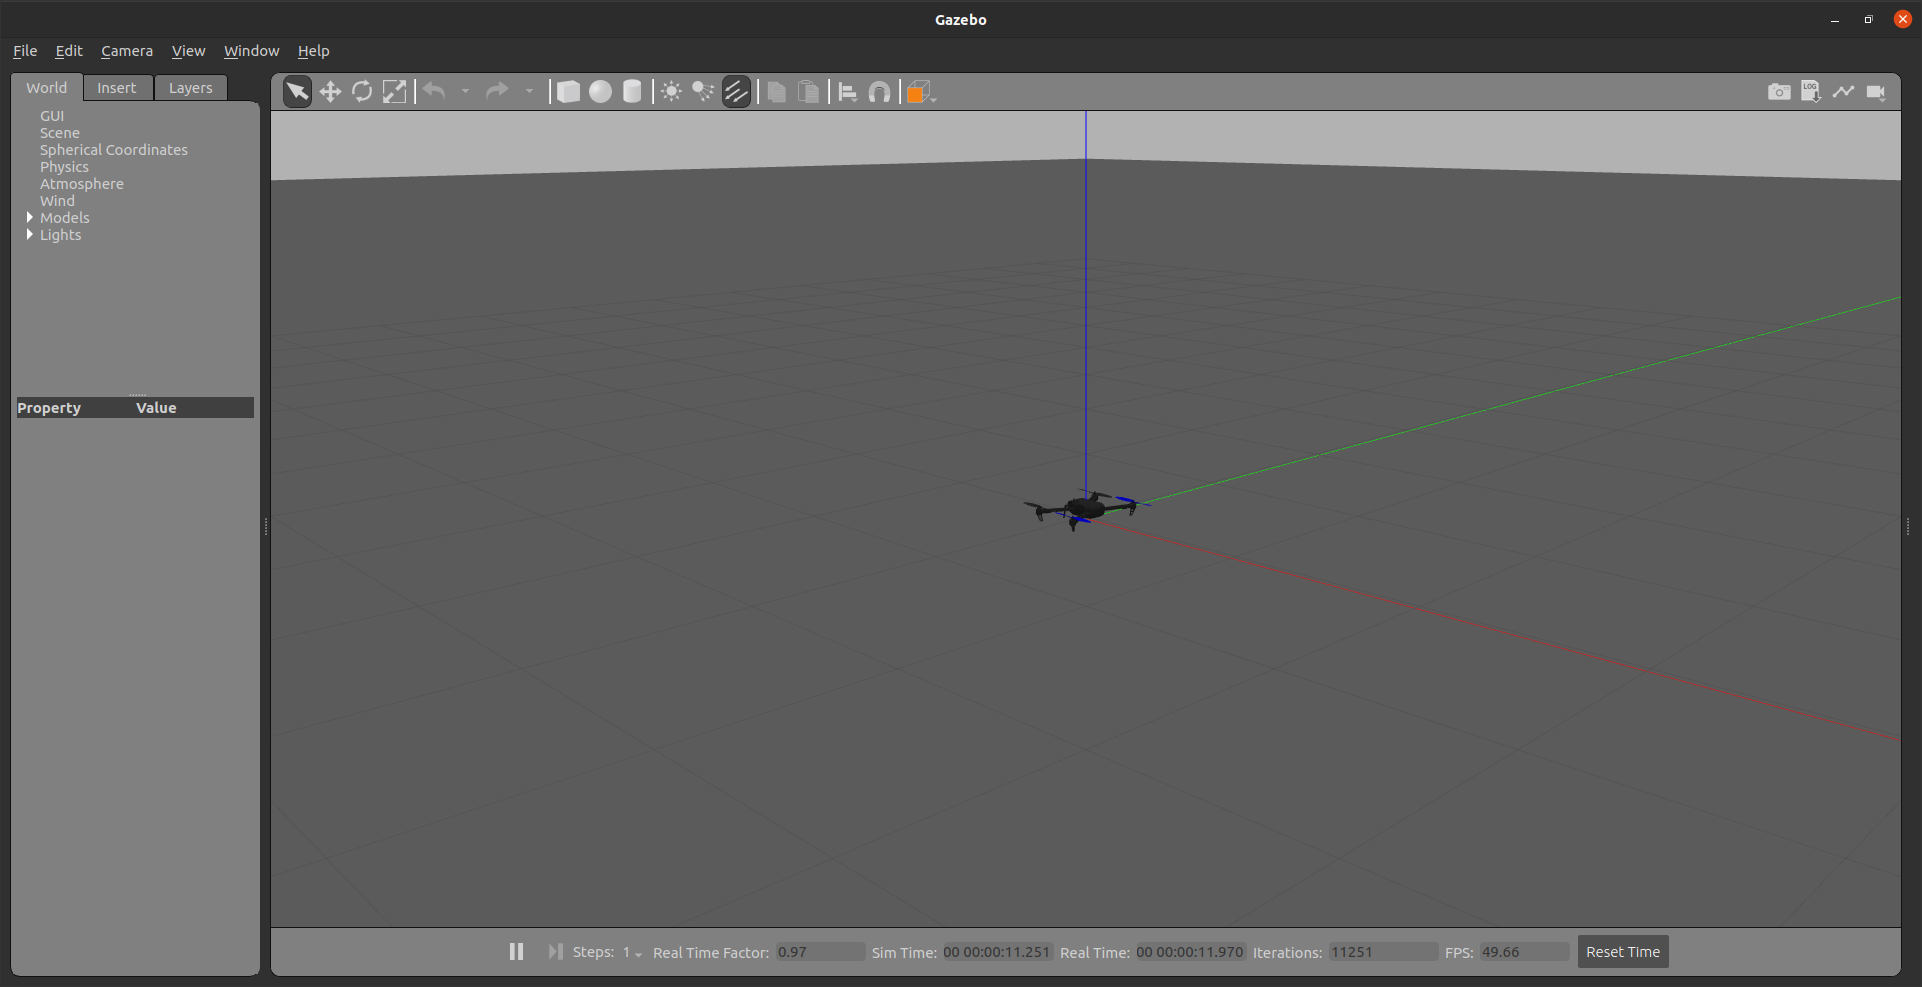 Gazebo
File Edit Camera View Window Help
World Insert Layers
LOG
GUI
Scene
Spherical Coordinates
Physics
Atmosphere
Wind
Models
Lights
Property Value
Steps: 1 Real Time Factor: 0.97 Sim Time: 00 00:00:11.251 Real Time: 00 00:00:11.970 Iterations: 11251 FPS: 49.66 Reset Time